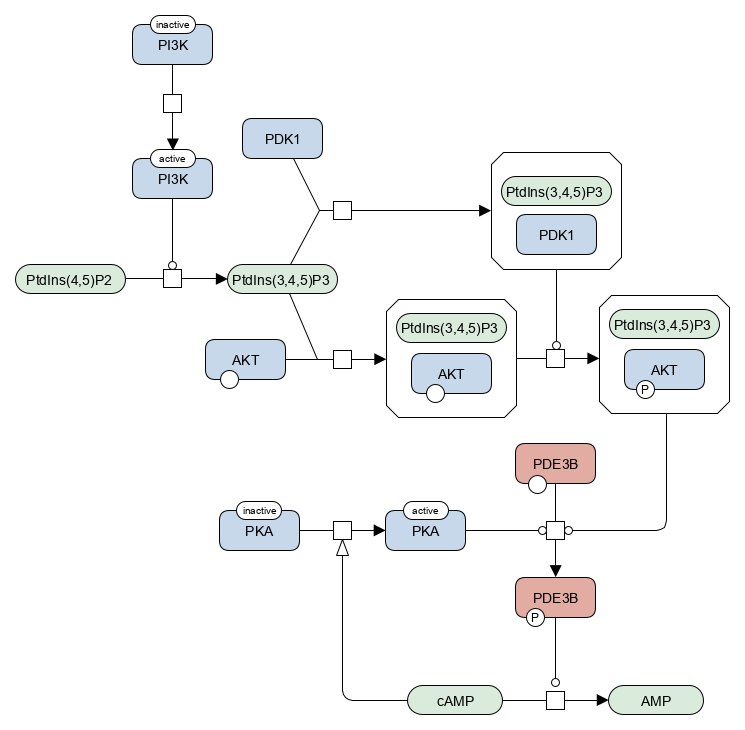 inactive
PI3K
active
PI3K
PDK1
PtdIns(3,4,5)P3
PDK1
PtdIns(4,5)P2
PtdIns(3,4,5)P3
AKT
PtdIns(3,4,5)P3
AKT
PtdIns(3,4,5)P3
AKT
P
PDE3B
inactive
PKA
active
PKA
PDE3B
P
cAMP
AMP